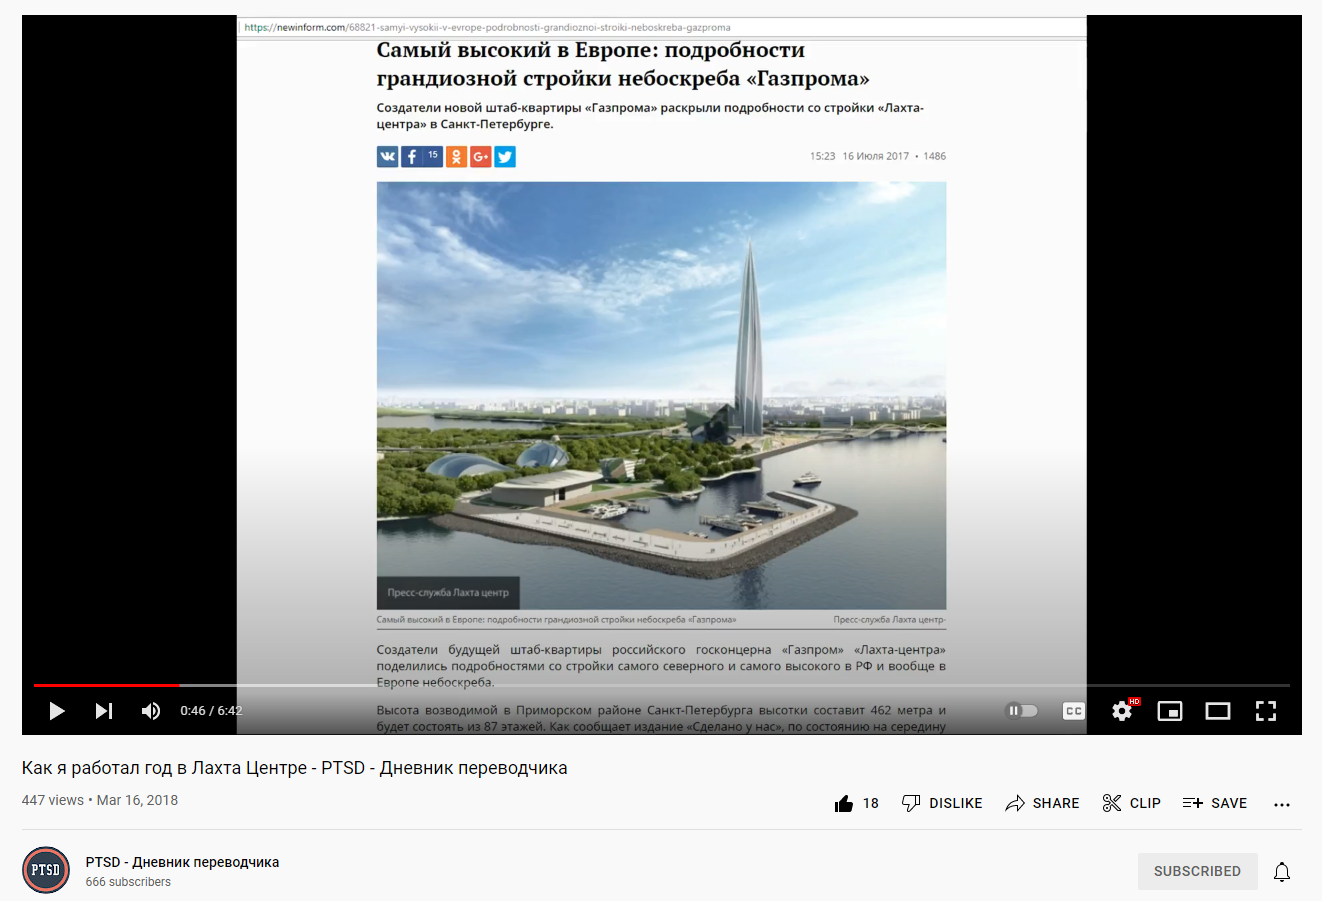 https://newinform.com/68821-samyi-vysokii-v-evrope-podrobnosti-grandioznoi-stroiki-neboskreba-gazproma
Самый высокий в Европе: подробности
грандиозной стройки небоскреба «Газпрома»
Создатели новой штаб-квартиры «Газпрома» раскрыли подробности со стройки «Лахта-
центра» в Санкт-Петербурге.
15
G+
15:23 16 Июля 2017 • 1486
Пресс-служба Лахта центр
Самый высокий в Европе: подробности грандиозной стройки небоскреба «Газпрома»
Пресс-служба Лахта центр-
Создатели будущей штаб-квартиры российского госконцерна «Газпром» «Лахта-центра»
поделились подробностями со стройки самого северного и самого высокого в РФ и вообще в
Европе небоскреба.
Высота возводимой в Приморском районе Санкт-Петербурга высотки составит 462 метра и
будет состоять из 87 этажей. Как сообщает издание «Сделано у нас», по состоянию на середину
0:46 / 6:42
CC
HD
Как я работал год в Лахта Центре - PTSD - Дневник переводчика
447 views • Mar 16, 2018
18
DISLIKE
SHARE
CLIP
SAVE
PTSD
PTSD - Дневник переводчика
666 subscribers
SUBSCRIBED